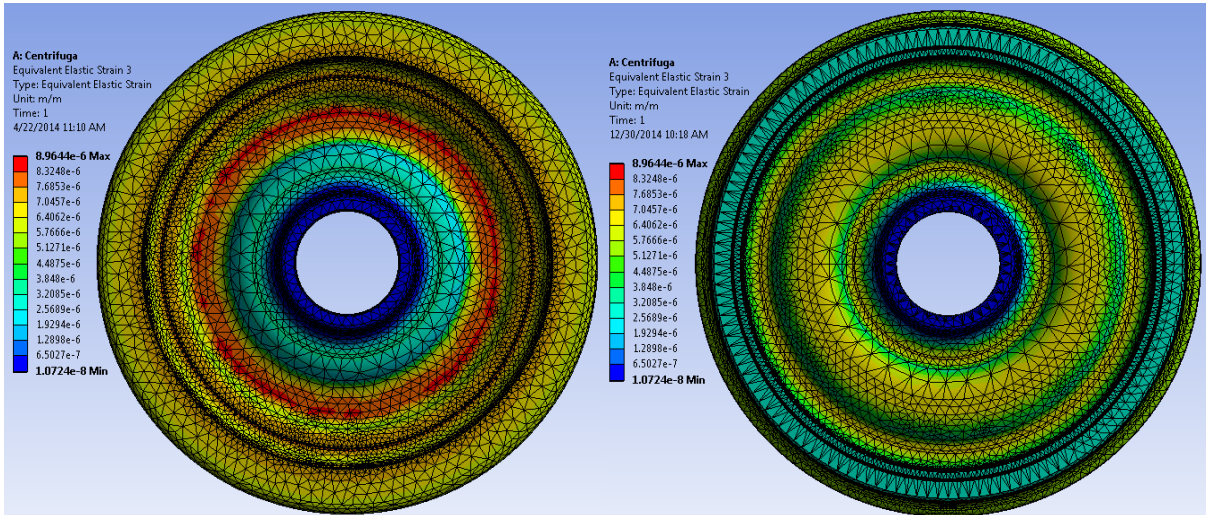 A: Centrifuga
Equivalent Elastic Strain 3
Type: Equivalent Elastic Strain
Unit: m/m
Time: 1
4/22/2014 11:10 AM
8.9644e-6 Max
8.3248e-6
7.6853e-6
7.0457e-6
6.4062e-6
5.7666e-6
5.1271e-6
4.4875e-6
3.848e-6
3.2085e-6
2.5689e-6
1.9294e-6
1.2898e-6
6.5027e-7
1.0724e-8 Min
A: Centrifuga
Equivalent Elastic Strain 3
Type: Equivalent Elastic Strain
Unit: m/m
Time: 1
12/30/2014 10:18 AM
8.9644e-6 Max
8.3248e-6
7.6853e-6
7.0457e-6
6.4062e-6
5.7666e-6
5.1271e-6
4.4875e-6
3.848e-6
3.2085e-6
2.5689e-6
1.9294e-6
1.2898e-6
6.5027e-7
1.0724e-8 Min